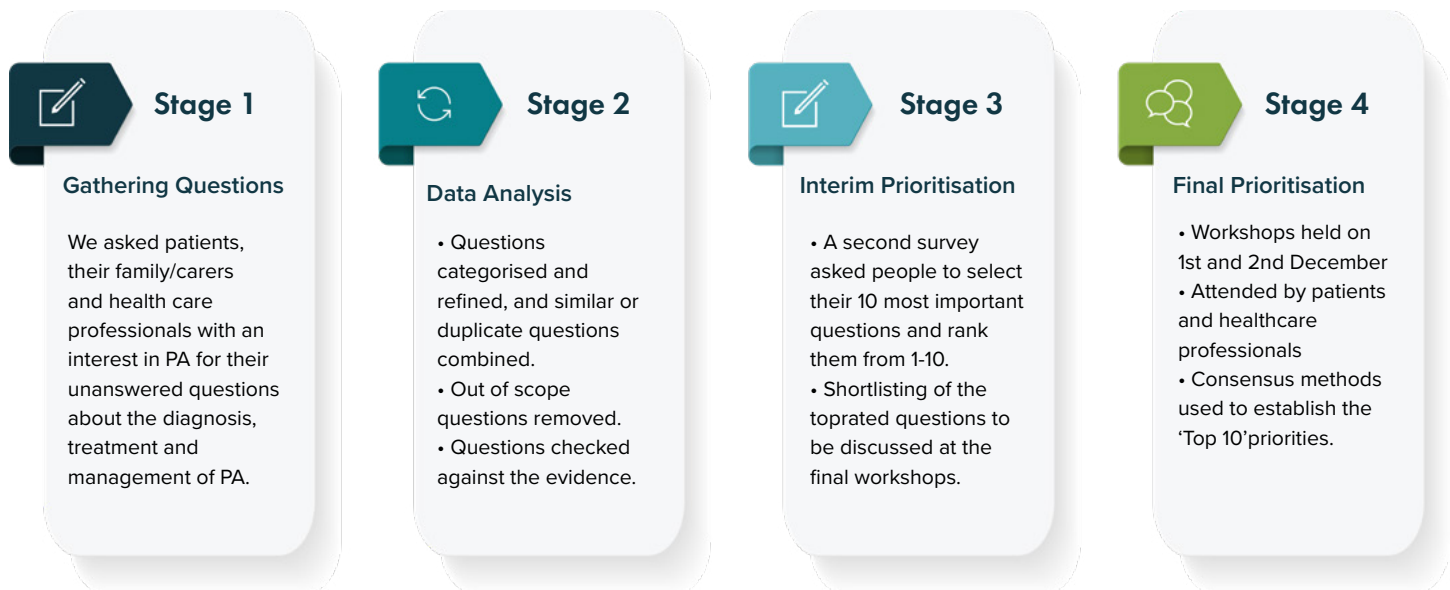 Stage 1
Gathering Questions
We asked patients,
their family/carers
and health care
professionals with an
interest in PA for their
unanswered questions
about the diagnosis,
treatment and
management of PA.
Stage 2
Data Analysis
• Questions
categorised and
refined, and similar or
duplicate questions
combined.
• Out of scope
questions removed.
• Questions checked
against the evidence.
Stage 3
Interim Prioritisation
• A second survey
asked people to select
their 10 most important
questions and rank
them from 1-10.
• Shortlisting of the
toprated questions to
be discussed at the
final workshops.
Stage 4
Final Prioritisation
• Workshops held on
1st and 2nd December
• Attended by patients
and healthcare
professionals
• Consensus methods
used to establish the
‘Top 10’priorities.